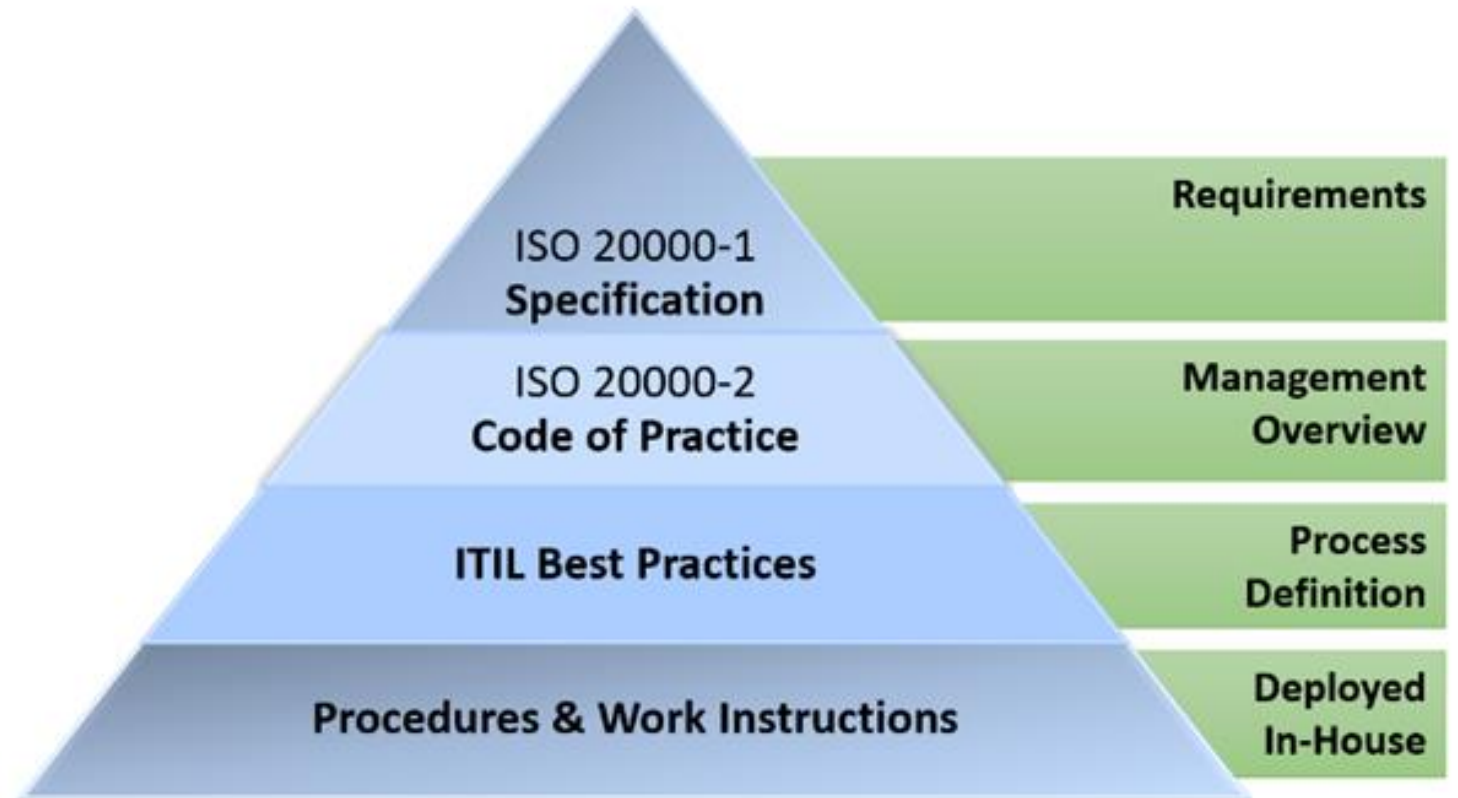 ISO 20000-1
Specification
Requirements
ISO 20000-2
Code of Practice
Management
Overview
ITIL Best Practices
Process
Definition
Procedures & Work Instructions
Deployed
In-House